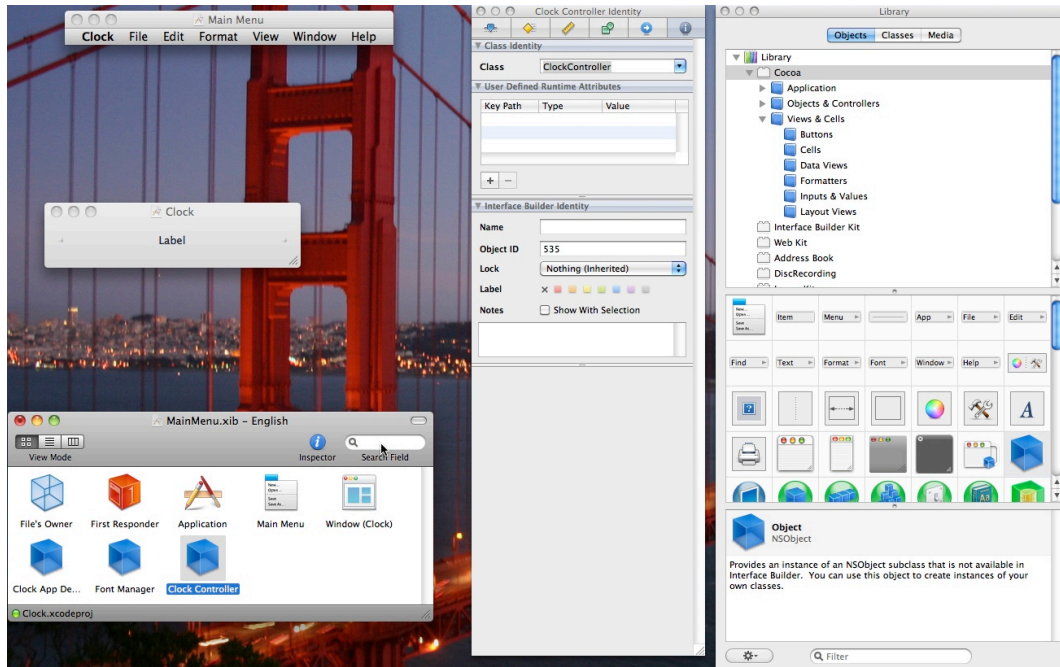 Main Menu
Clock File Edit Format View Window Help
Clock
Label
MainMenu.xib – English
View Mode
Inspector
Search Field
File's Owner
First Responder
Application
Main Menu
Window (Clock)
Clock App De...
Font Manager
Clock Controller
Clock.xcodeproj
Clock Controller Identity
Class Identity
Class ClockController
User Defined Runtime Attributes
Key Path Type Value
Interface Builder Identity
Name
Object ID 535
Lock Nothing (Inherited)
Label
Notes Show With Selection
Library
Objects Classes Media
Library
Cocoa
Application
Objects & Controllers
Views & Cells
Buttons
Cells
Data Views
Formatters
Inputs & Values
Layout Views
Interface Builder Kit
Web Kit
Address Book
DiscRecording
Item Menu App File Edit
Find Text Format Font Window Help
A
Object
NSObject
Provides an instance of an NSObject subclass that is not available in
Interface Builder. You can use this object to create instances of your
own classes.
Filter